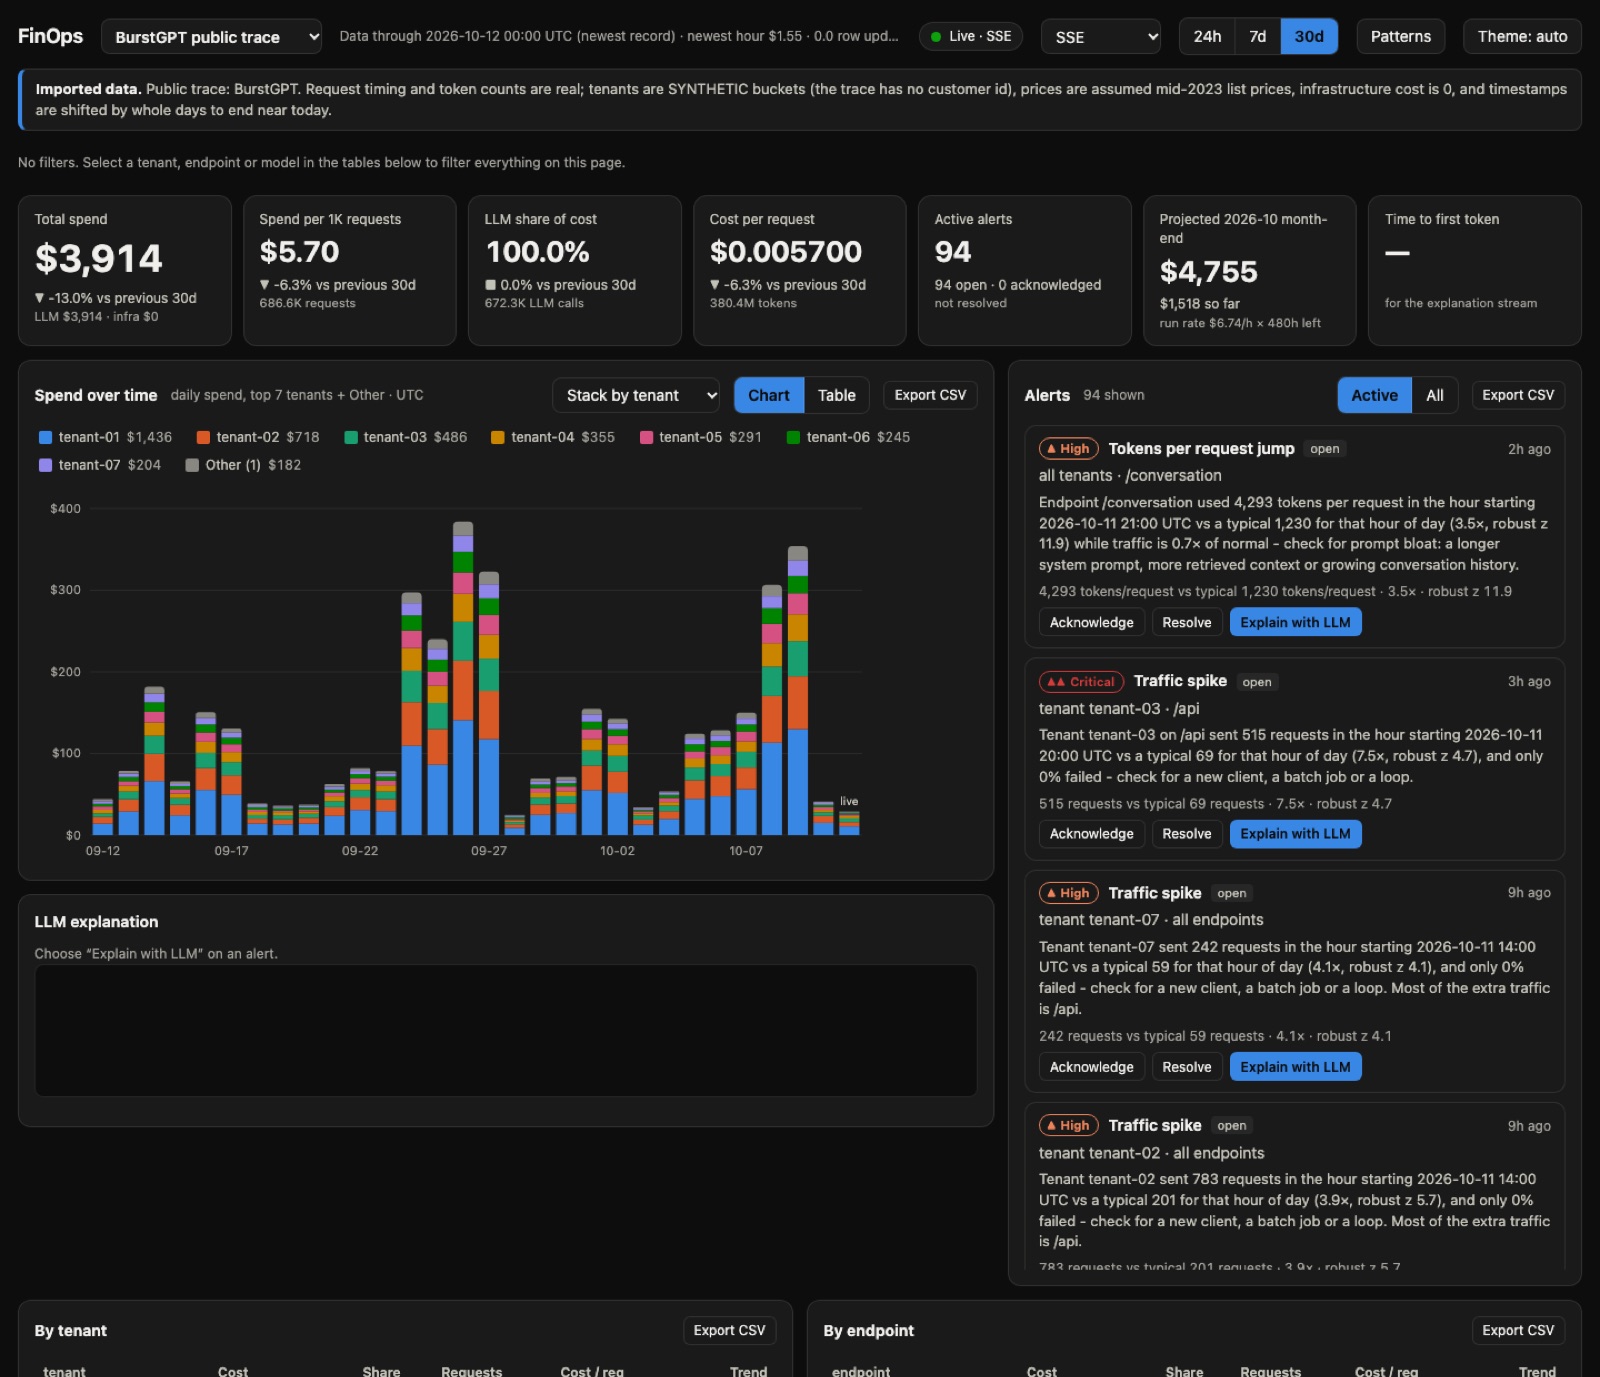 FinOps
BurstGPT public trace
Data through 2026-10-12 00:00 UTC (newest record) · newest hour $1.55 · 0.0 row upd...
Live · SSE
SSE
24h 7d 30d
Patterns
Theme: auto
Imported data. Public trace: BurstGPT. Request timing and token counts are real; tenants are SYNTHETIC buckets (the trace has no customer id), prices are assumed mid-2023 list prices, infrastructure cost is 0, and timestamps
are shifted by whole days to end near today.
No filters. Select a tenant, endpoint or model in the tables below to filter everything on this page.
Total spend
$3,914
▼ -13.0% vs previous 30d
LLM $3,914 · infra $0
Spend per 1K requests
$5.70
▼ -6.3% vs previous 30d
686.6K requests
LLM share of cost
100.0%
■ 0.0% vs previous 30d
672.3K LLM calls
Cost per request
$0.005700
▼ -6.3% vs previous 30d
380.4M tokens
Active alerts
94
94 open · 0 acknowledged
not resolved
Projected 2026-10 month-
end
$4,755
$1,518 so far
run rate $6.74/h × 480h left
Time to first token
—
for the explanation stream
Spend over time
daily spend, top 7 tenants + Other · UTC
Stack by tenant
Chart Table
Export CSV
tenant-01 $1,436
tenant-02 $718
tenant-03 $486
tenant-04 $355
tenant-05 $291
tenant-06 $245
tenant-07 $204
Other (1) $182
$400
$300
$200
$100
$0
live
09-12 09-17 09-22 09-27 10-02 10-07
LLM explanation
Choose “Explain with LLM” on an alert.
Alerts
94 shown
Active All
Export CSV
▲ High Tokens per request jump open 2h ago
all tenants · /conversation
Endpoint /conversation used 4,293 tokens per request in the hour starting
2026-10-11 21:00 UTC vs a typical 1,230 for that hour of day (3.5×, robust z
11.9) while traffic is 0.7× of normal - check for prompt bloat: a longer
system prompt, more retrieved context or growing conversation history.
4,293 tokens/request vs typical 1,230 tokens/request · 3.5× · robust z 11.9
Acknowledge Resolve Explain with LLM
▲▲ Critical Traffic spike open 3h ago
tenant tenant-03 · /api
Tenant tenant-03 on /api sent 515 requests in the hour starting 2026-10-11
20:00 UTC vs a typical 69 for that hour of day (7.5×, robust z 4.7), and only
0% failed - check for a new client, a batch job or a loop.
515 requests vs typical 69 requests · 7.5× · robust z 4.7
Acknowledge Resolve Explain with LLM
▲ High Traffic spike open 9h ago
tenant tenant-07 · all endpoints
Tenant tenant-07 sent 242 requests in the hour starting 2026-10-11 14:00
UTC vs a typical 59 for that hour of day (4.1×, robust z 4.1), and only 0%
failed - check for a new client, a batch job or a loop. Most of the extra traffic
is /api.
242 requests vs typical 59 requests · 4.1× · robust z 4.1
Acknowledge Resolve Explain with LLM
▲ High Traffic spike open 9h ago
tenant tenant-02 · all endpoints
Tenant tenant-02 sent 783 requests in the hour starting 2026-10-11 14:00
UTC vs a typical 201 for that hour of day (3.9×, robust z 5.7), and only 0%
failed - check for a new client, a batch job or a loop. Most of the extra traffic
is /api.
783 requests vs typical 201 requests · 3.9× · robust z 5.7
By tenant
Export CSV
tenant Cost Share Requests Cost / req Trend
By endpoint
Export CSV
endpoint Cost Share Requests Cost / req Trend